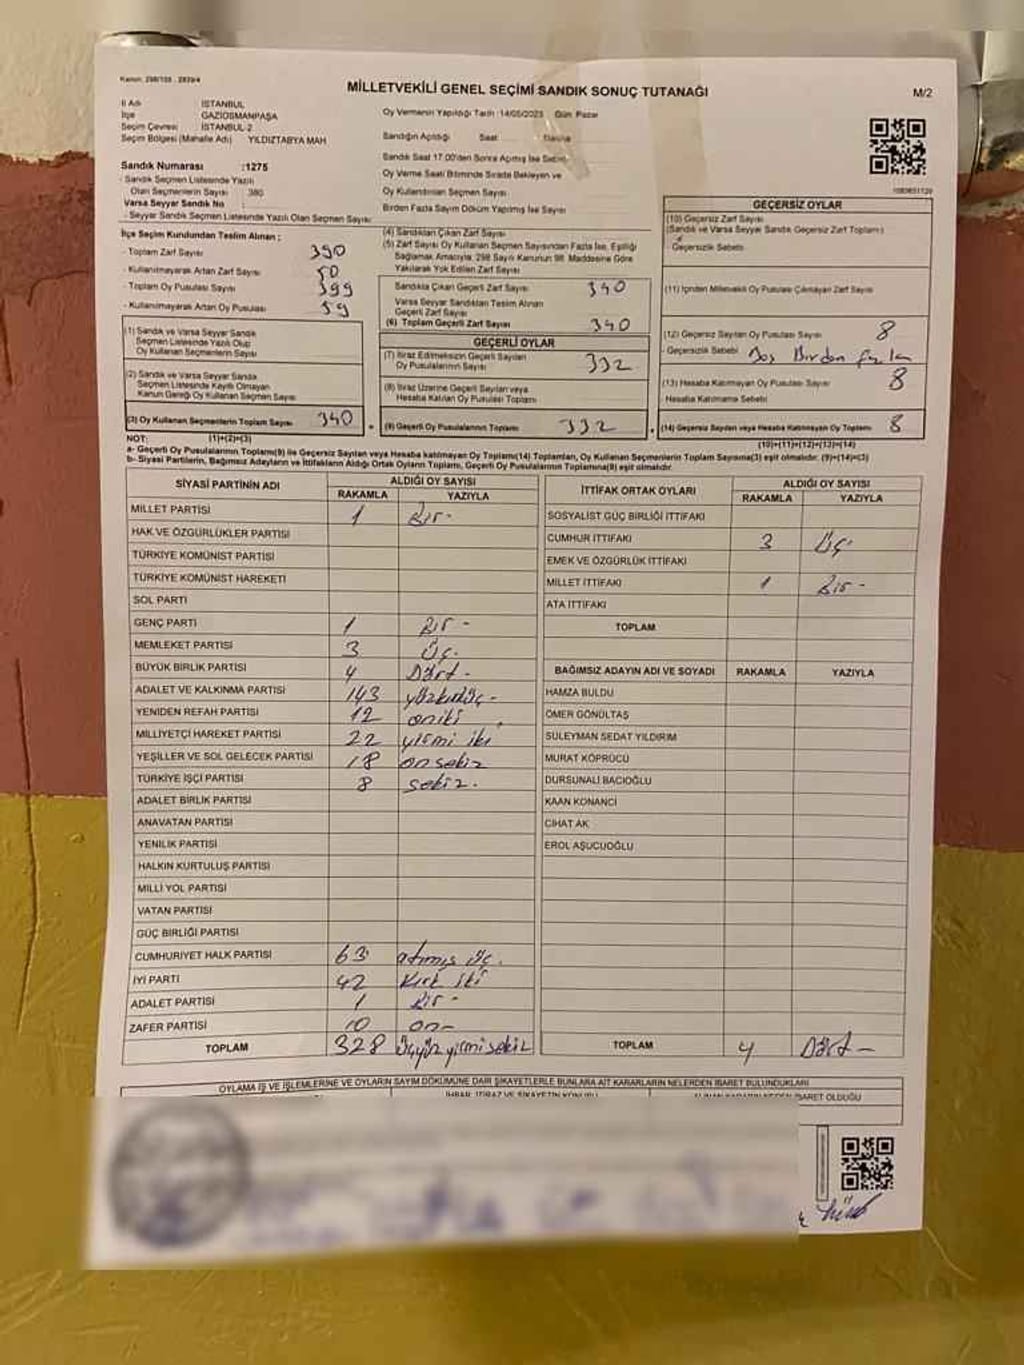 Kanun: 298/105 , 2839/4
MİLLETVEKİLİ GENEL SEÇİMİ SANDIK SONUÇ TUTANAĞI
M/2
İl Adı : İSTANBUL
İlçe : GAZİOSMANPAŞA
Seçim Çevresi : İSTANBUL-2
Seçim Bölgesi (Mahalle Adı) YILDIZTABYA MAH
Sandık Numarası :1275
- Sandık Seçmen Listesinde Yazılı
Olan Seçmenlerin Sayısı : 380
Varsa Seyyar Sandık No
- Seyyar Sandık Seçmen Listesinde Yazılı Olan Seçmen Sayısı
Oy Vermenin Yapıldığı Tarih :14/05/2023 Gün: Pazar
Sandığın Açıldığı Saat Dakika
Sandık Saat 17.00'den Sonra Açılmış İse Sebebi
Oy Verme Saati Bitiminde Sırada Bekleyen ve
Oy Kullandırılan Seçmen Sayısı
Birden Fazla Sayım Döküm Yapılmış İse Sayısı
İlçe Seçim Kurulundan Teslim Alınan :
- Toplam Zarf Sayısı 390
- Kullanılmayarak Artan Zarf Sayısı 50
- Toplam Oy Pusulası Sayısı 399
- Kullanılmayarak Artan Oy Pusulası 59
(1) Sandık ve Varsa Seyyar Sandık
Seçmen Listesinde Yazılı Olup
Oy Kullanan Seçmenlerin Sayısı
(2) Sandık ve Varsa Seyyar Sandık
Seçmen Listesinde Kayıtlı Olmayan
Kanun Gereği Oy Kullanan Seçmen Sayısı
(3) Oy Kullanan Seçmenlerin Toplam Sayısı 340
(1)+(2)=(3)
(4) Sandıktan Çıkan Zarf Sayısı
(5) Zarf Sayısı Oy Kullanan Seçmen Sayısından Fazla İse, Eşitliği
Sağlamak Amacıyla; 298 Sayılı Kanunun 98. Maddesine Göre
Yakılarak Yok Edilen Zarf Sayısı
Sandıkta Çıkan Geçerli Zarf Sayısı 340
Varsa Seyyar Sandıktan Teslim Alınan
Geçerli Zarf Sayısı
(6) Toplam Geçerli Zarf Sayısı 340
GEÇERLİ OYLAR
(7) İtiraz Edilmeksizin Geçerli Sayılan
Oy Pusulalarının Sayısı 332
(8) İtiraz Üzerine Geçerli Sayılan veya
Hesaba Katılan Oy Pusulası Toplamı
(9) Geçerli Oy Pusulalarının Toplamı 332
GEÇERSİZ OYLAR
(10) Geçersiz Zarf Sayısı
(Sandık ve Varsa Seyyar Sandık Geçersiz Zarf Toplamı)
- Geçersizlik Sebebi
(11) İçinden Milletvekili Oy Pusulası Çıkmayan Zarf Sayısı
(12) Geçersiz Sayılan Oy Pusulası Sayısı 8
- Geçersizlik Sebebi Boş Birden fazla
(13) Hesaba Katılmayan Oy Pusulası Sayısı 8
Hesaba Katılmama Sebebi
(14) Geçersiz Sayılan veya Hesaba Katılmayan Oy Toplamı 8
(10)+(11)+(12)+(13)=(14)
NOT:
a- Geçerli Oy Pusulalarının Toplamı(9) ile Geçersiz Sayılan veya Hesaba katılmayan Oy Toplamı(14) Toplamları, Oy Kullanan Seçmenlerin Toplam Sayısına(3) eşit olmalıdır. (9)+(14)=(3)
b- Siyasi Partilerin, Bağımsız Adayların ve İttifakların Aldığı Ortak Oyların Toplamı, Geçerli Oy Pusulalarının Toplamına(9) eşit olmalıdır.
SİYASİ PARTİNİN ADI ALDIĞI OY SAYISI
RAKAMLA YAZIYLA
MİLLET PARTİSİ 1 Bir-
HAK VE ÖZGÜRLÜKLER PARTİSİ
TÜRKİYE KOMÜNİST PARTİSİ
TÜRKİYE KOMÜNİST HAREKETİ
SOL PARTİ
GENÇ PARTİ 1 Bir-
MEMLEKET PARTİSİ 3 Üç.
BÜYÜK BİRLİK PARTİSİ 4 Dört-
ADALET VE KALKINMA PARTİSİ 143 yüzkırküç-
YENİDEN REFAH PARTİSİ 12 oniki
MİLLİYETÇİ HAREKET PARTİSİ 22 yirmi iki
YEŞİLLER VE SOL GELECEK PARTİSİ 18 onsekiz
TÜRKİYE İŞÇİ PARTİSİ 8 sekiz.
ADALET BİRLİK PARTİSİ
ANAVATAN PARTİSİ
YENİLİK PARTİSİ
HALKIN KURTULUŞ PARTİSİ
MİLLİ YOL PARTİSİ
VATAN PARTİSİ
GÜÇ BİRLİĞİ PARTİSİ
CUMHURİYET HALK PARTİSİ 63 atmış üç.
İYİ PARTİ 42 Kırk iki
ADALET PARTİSİ 1 Bir-
ZAFER PARTİSİ 10 on-
TOPLAM 328 Üçyüzyirmisekiz
İTTİFAK ORTAK OYLARI ALDIĞI OY SAYISI
RAKAMLA YAZIYLA
SOSYALİST GÜÇ BİRLİĞİ İTTİFAKI
CUMHUR İTTİFAKI 3 Üç
EMEK VE ÖZGÜRLÜK İTTİFAKI
MİLLET İTTİFAKI 1 Bir-
ATA İTTİFAKI
TOPLAM
BAĞIMSIZ ADAYIN ADI VE SOYADI RAKAMLA YAZIYLA
HAMZA BULDU
ÖMER GÖNÜLTAŞ
SÜLEYMAN SEDAT YILDIRIM
MURAT KÖPRÜCÜ
DURSUNALİ BACIOĞLU
KAAN KONANCİ
CİHAT AK
EROL AŞUCUOĞLU
TOPLAM 4 Dört-
OYLAMA İŞ VE İŞLEMLERİNE VE OYLARIN SAYIM DÖKÜMÜNE DAİR ŞİKAYETLERLE BUNLARA AİT KARARLARIN NELERDEN İBARET BULUNDUKLARI
İHBAR, İTİRAZ VE ŞİKAYETİN KONUSU